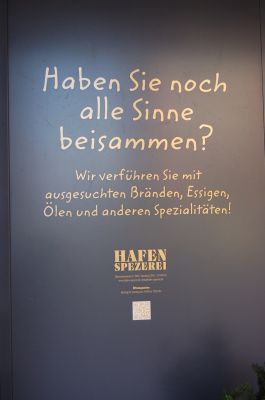 Haben Sie noch
alle Sinne
beisammen?
Wir verführen Sie mit
ausgesuchten Bränden, Essigen,
Ölen und anderen Spezialitäten!
HAFEN
SPEZEREI